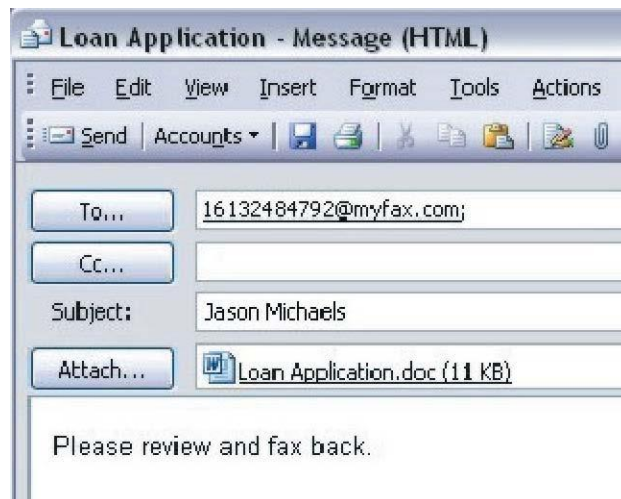 Loan Application - Message (HTML)
File Edit View Insert Format Tools Actions
Send Accounts
To... 16132484792@myfax.com;
Cc...
Subject: Jason Michaels
Attach... Loan Application.doc (11 KB)
Please review and fax back.